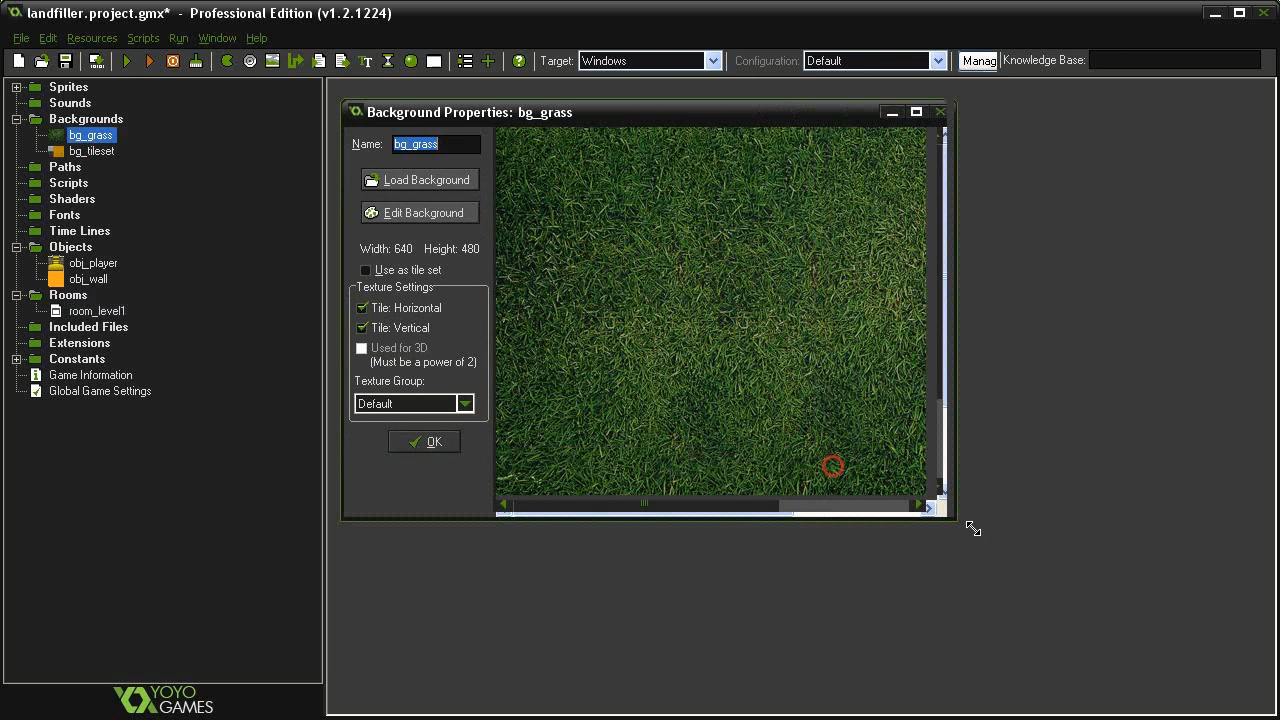 landfiller.project.gmx* - Professional Edition (v1.2.1224)
File Edit Resources Scripts Run Window Help
Target: Windows Configuration: Default Manag Knowledge Base:
Sprites
Sounds
Backgrounds
bg_grass
bg_tileset
Paths
Scripts
Shaders
Fonts
Time Lines
Objects
obj_player
obj_wall
Rooms
room_level1
Included Files
Extensions
Constants
Game Information
Global Game Settings
YOYO
GAMES
Background Properties: bg_grass
Name: bg_grass
Load Background
Edit Background
Width: 640 Height: 480
Use as tile set
Texture Settings
Tile: Horizontal
Tile: Vertical
Used for 3D
(Must be a power of 2)
Texture Group:
Default
OK